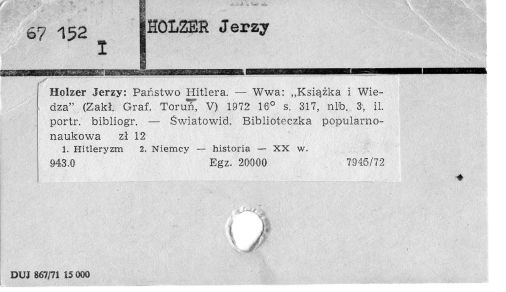 67 152
I
HOLZER Jerzy
Holzer Jerzy: Państwo Hitlera. — Wwa: „Książka i Wie-
dza” (Zakł. Graf. Toruń, V) 1972 16° s. 317, nlb. 3, il.
portr. bibliogr. — Światowid. Biblioteczka popularno-
naukowa zł 12
1. Hitleryzm 2. Niemcy — historia — XX w.
943.0 Egz. 20000 7945/72
DUJ 867/71 15 000